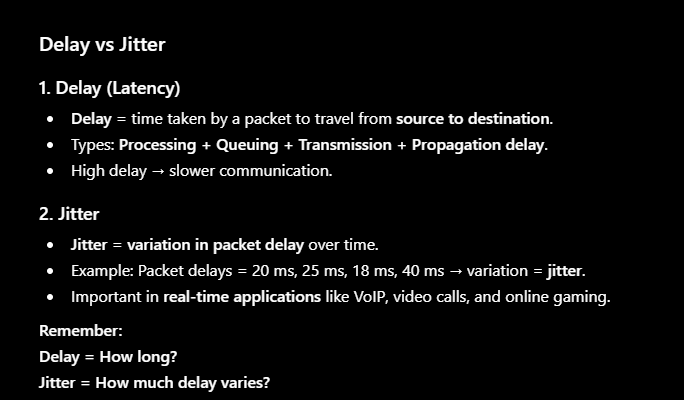 Delay vs Jitter
1. Delay (Latency)
• Delay = time taken by a packet to travel from source to destination.
• Types: Processing + Queuing + Transmission + Propagation delay.
• High delay → slower communication.
2. Jitter
• Jitter = variation in packet delay over time.
• Example: Packet delays = 20 ms, 25 ms, 18 ms, 40 ms → variation = jitter.
• Important in real-time applications like VoIP, video calls, and online gaming.
Remember:
Delay = How long?
Jitter = How much delay varies?